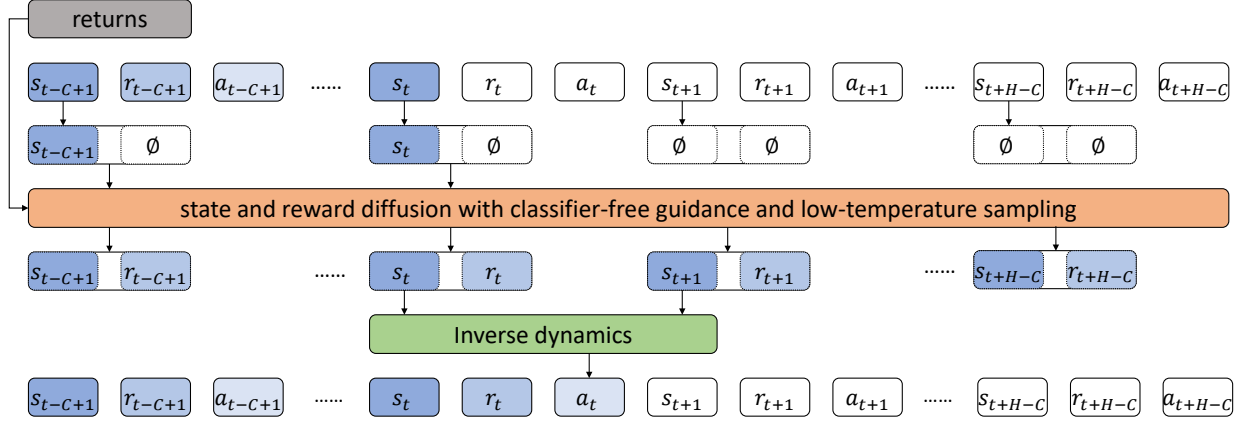 returns
s_{t−C+1} r_{t−C+1} a_{t−C+1} …… s_t r_t a_t s_{t+1} r_{t+1} a_{t+1} …… s_{t+H−C} r_{t+H−C} a_{t+H−C}
s_{t−C+1} ∅ s_t ∅ ∅ ∅ ∅ ∅
state and reward diffusion with classifier-free guidance and low-temperature sampling
s_{t−C+1} r_{t−C+1} …… s_t r_t s_{t+1} r_{t+1} …… s_{t+H−C} r_{t+H−C}
Inverse dynamics
s_{t−C+1} r_{t−C+1} a_{t−C+1} …… s_t r_t a_t s_{t+1} r_{t+1} a_{t+1} …… s_{t+H−C} r_{t+H−C} a_{t+H−C}